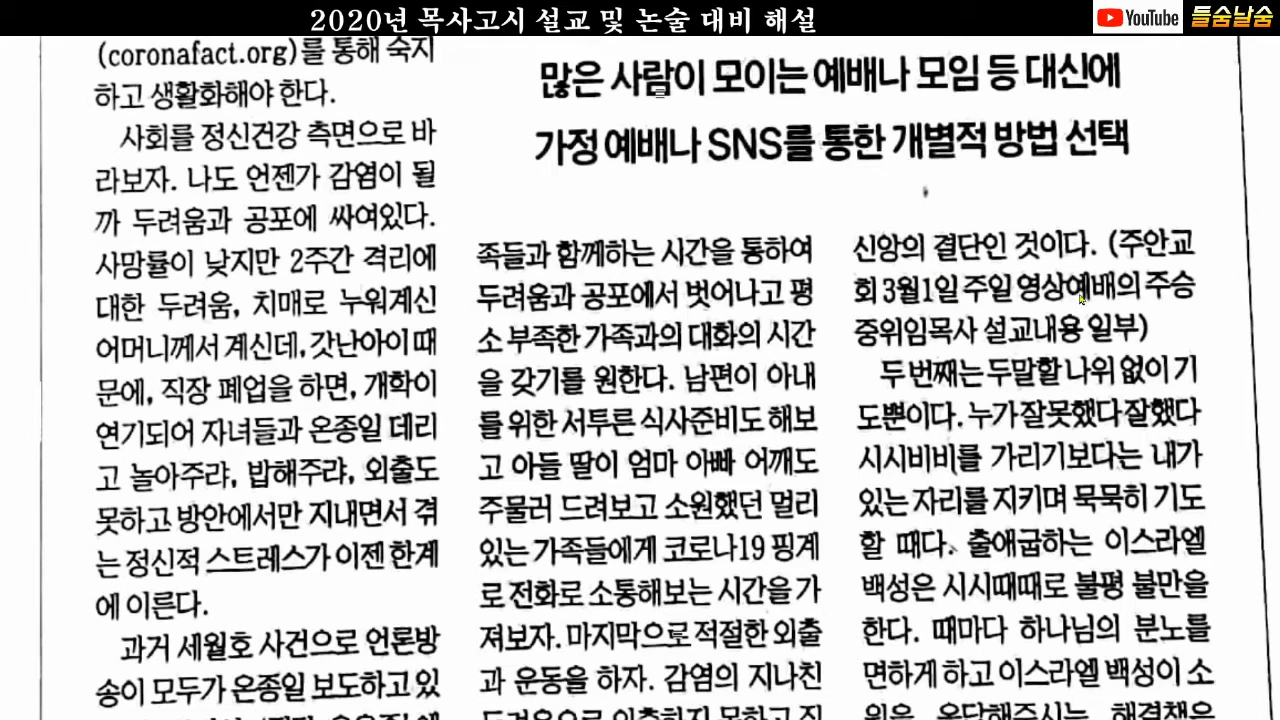 2020년 목사고시 설교 및 논술 대비 해설
YouTube 들숨날숨
(coronafact.org)를 통해 숙지
하고 생활화해야 한다.
사회를 정신건강 측면으로 바
라보자. 나도 언젠가 감염이 될
까 두려움과 공포에 싸여있다.
사망률이 낮지만 2주간 격리에
대한 두려움, 치매로 누워계신
어머니께서 계신데, 갓난아이 때
문에, 직장 폐업을 하면, 개학이
연기되어 자녀들과 온종일 데리
고 놀아주랴, 밥해주랴, 외출도
못하고 방안에서만 지내면서 겪
는 정신적 스트레스가 이젠 한계
에 이른다.
과거 세월호 사건으로 언론방
송이 모두가 온종일 보도하고 있
많은 사람이 모이는 예배나 모임 등 대신에
가정 예배나 SNS를 통한 개별적 방법 선택
족들과 함께하는 시간을 통하여
두려움과 공포에서 벗어나고 평
소 부족한 가족과의 대화의 시간
을 갖기를 원한다. 남편이 아내
를 위한 서투른 식사준비도 해보
고 아들 딸이 엄마 아빠 어깨도
주물러 드려보고 소원했던 멀리
있는 가족들에게 코로나19 핑계
로 전화로 소통해보는 시간을 가
져보자. 마지막으로 적절한 외출
과 운동을 하자. 감염의 지나친
신앙의 결단인 것이다. (주안교
회 3월1일 주일 영상예배의 주승
중위임목사 설교내용 일부)
두 번째는 두말할 나위 없이 기
도뿐이다. 누가 잘못했다 잘했다
시시비비를 가리기보다는 내가
있는 자리를 지키며 묵묵히 기도
할 때다. 출애굽하는 이스라엘
백성은 시시때때로 불평 불만을
한다. 때마다 하나님의 분노를
면하게 하고 이스라엘 백성이 소